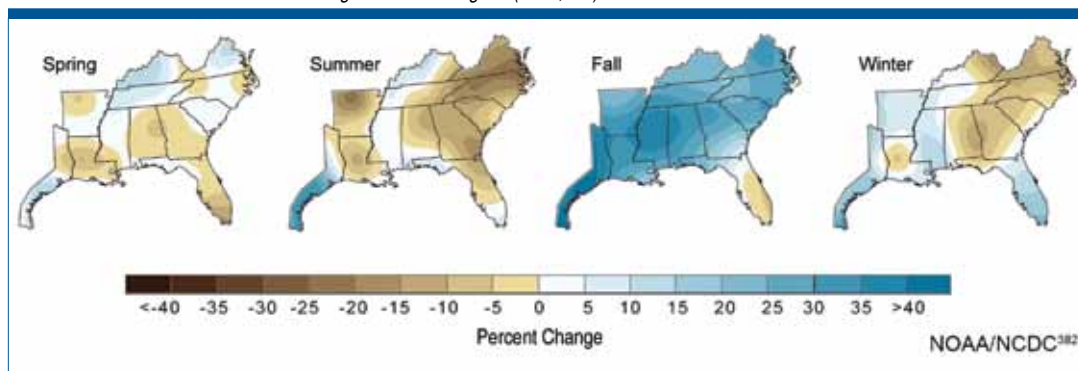 Spring
Summer
Fall
Winter
<-40 -35 -30 -25 -20 -15 -10 -5 0 5 10 15 20 25 30 35 >40
Percent Change
NOAA/NCDC³⁸²